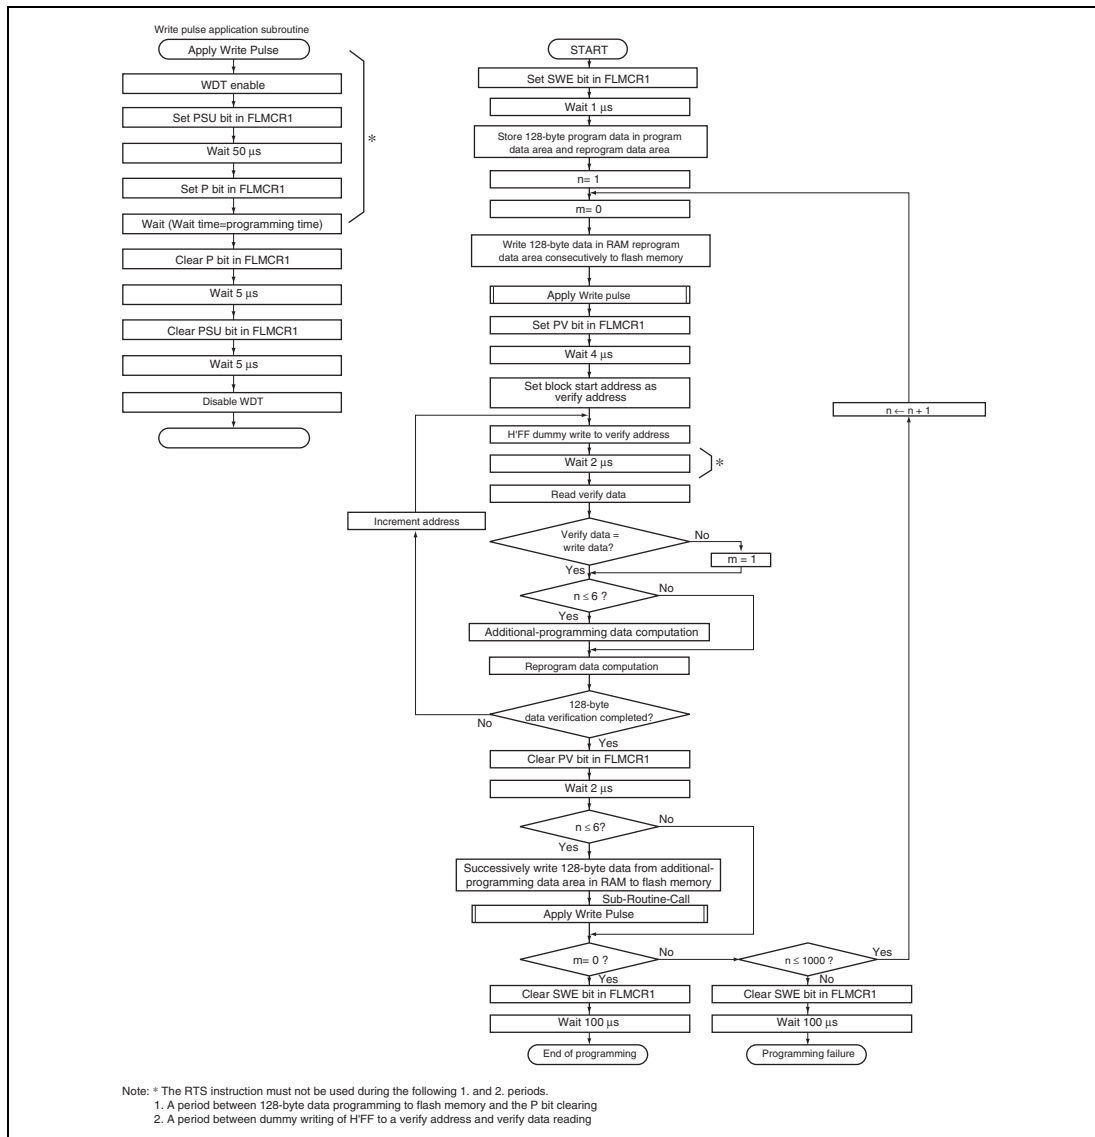 Write pulse application subroutine
Apply Write Pulse
WDT enable
Set PSU bit in FLMCR1
Wait 50 μs
*
Set P bit in FLMCR1
Wait (Wait time=programming time)
Clear P bit in FLMCR1
Wait 5 μs
Clear PSU bit in FLMCR1
Wait 5 μs
Disable WDT
START
Set SWE bit in FLMCR1
Wait 1 μs
Store 128-byte program data in program
data area and reprogram data area
n= 1
m= 0
Write 128-byte data in RAM reprogram
data area consecutively to flash memory
Apply Write pulse
Set PV bit in FLMCR1
Wait 4 μs
Set block start address as
verify address
n ← n + 1
H'FF dummy write to verify address
Wait 2 μs
*
Read verify data
Increment address
Verify data =
write data?
No
m = 1
Yes
n ≤ 6 ?
No
Yes
Additional-programming data computation
Reprogram data computation
128-byte
data verification completed?
No
Yes
Clear PV bit in FLMCR1
Wait 2 μs
n ≤ 6?
No
Yes
Successively write 128-byte data from additional-
programming data area in RAM to flash memory
Sub-Routine-Call
Apply Write Pulse
m= 0 ?
No
n ≤ 1000 ?
Yes
Yes
No
Clear SWE bit in FLMCR1
Clear SWE bit in FLMCR1
Wait 100 μs
Wait 100 μs
End of programming
Programming failure
Note: * The RTS instruction must not be used during the following 1. and 2. periods.
1. A period between 128-byte data programming to flash memory and the P bit clearing
2. A period between dummy writing of H'FF to a verify address and verify data reading